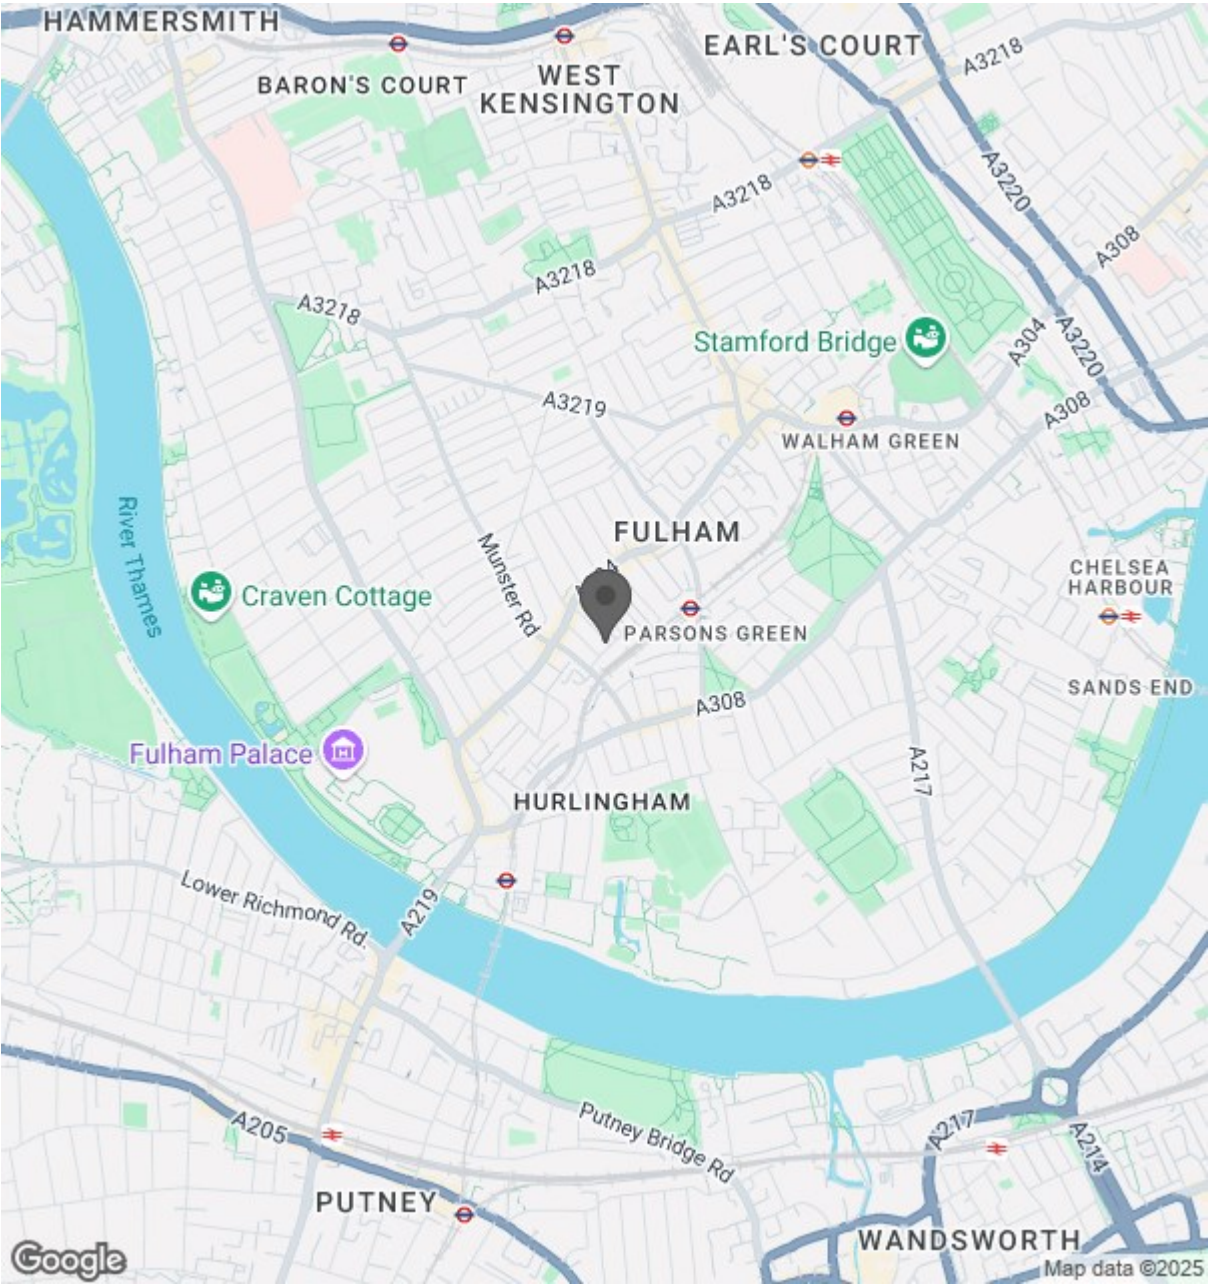 HAMMERSMITH
EARL'S COURT
A3218
BARON'S COURT
WEST
KENSINGTON
A3220
A3218
A308
A3218
A3218
Stamford Bridge
A304
A3220
A3219
A308
WALHAM GREEN
River Thames
FULHAM
Munster Rd
CHELSEA
HARBOUR
Craven Cottage
PARSONS GREEN
SANDS END
A308
Fulham Palace
A217
HURLINGHAM
Lower Richmond Rd.
A219
Putney Bridge Rd
A205
A217
A214
PUTNEY
WANDSWORTH
Google
Map data ©2025